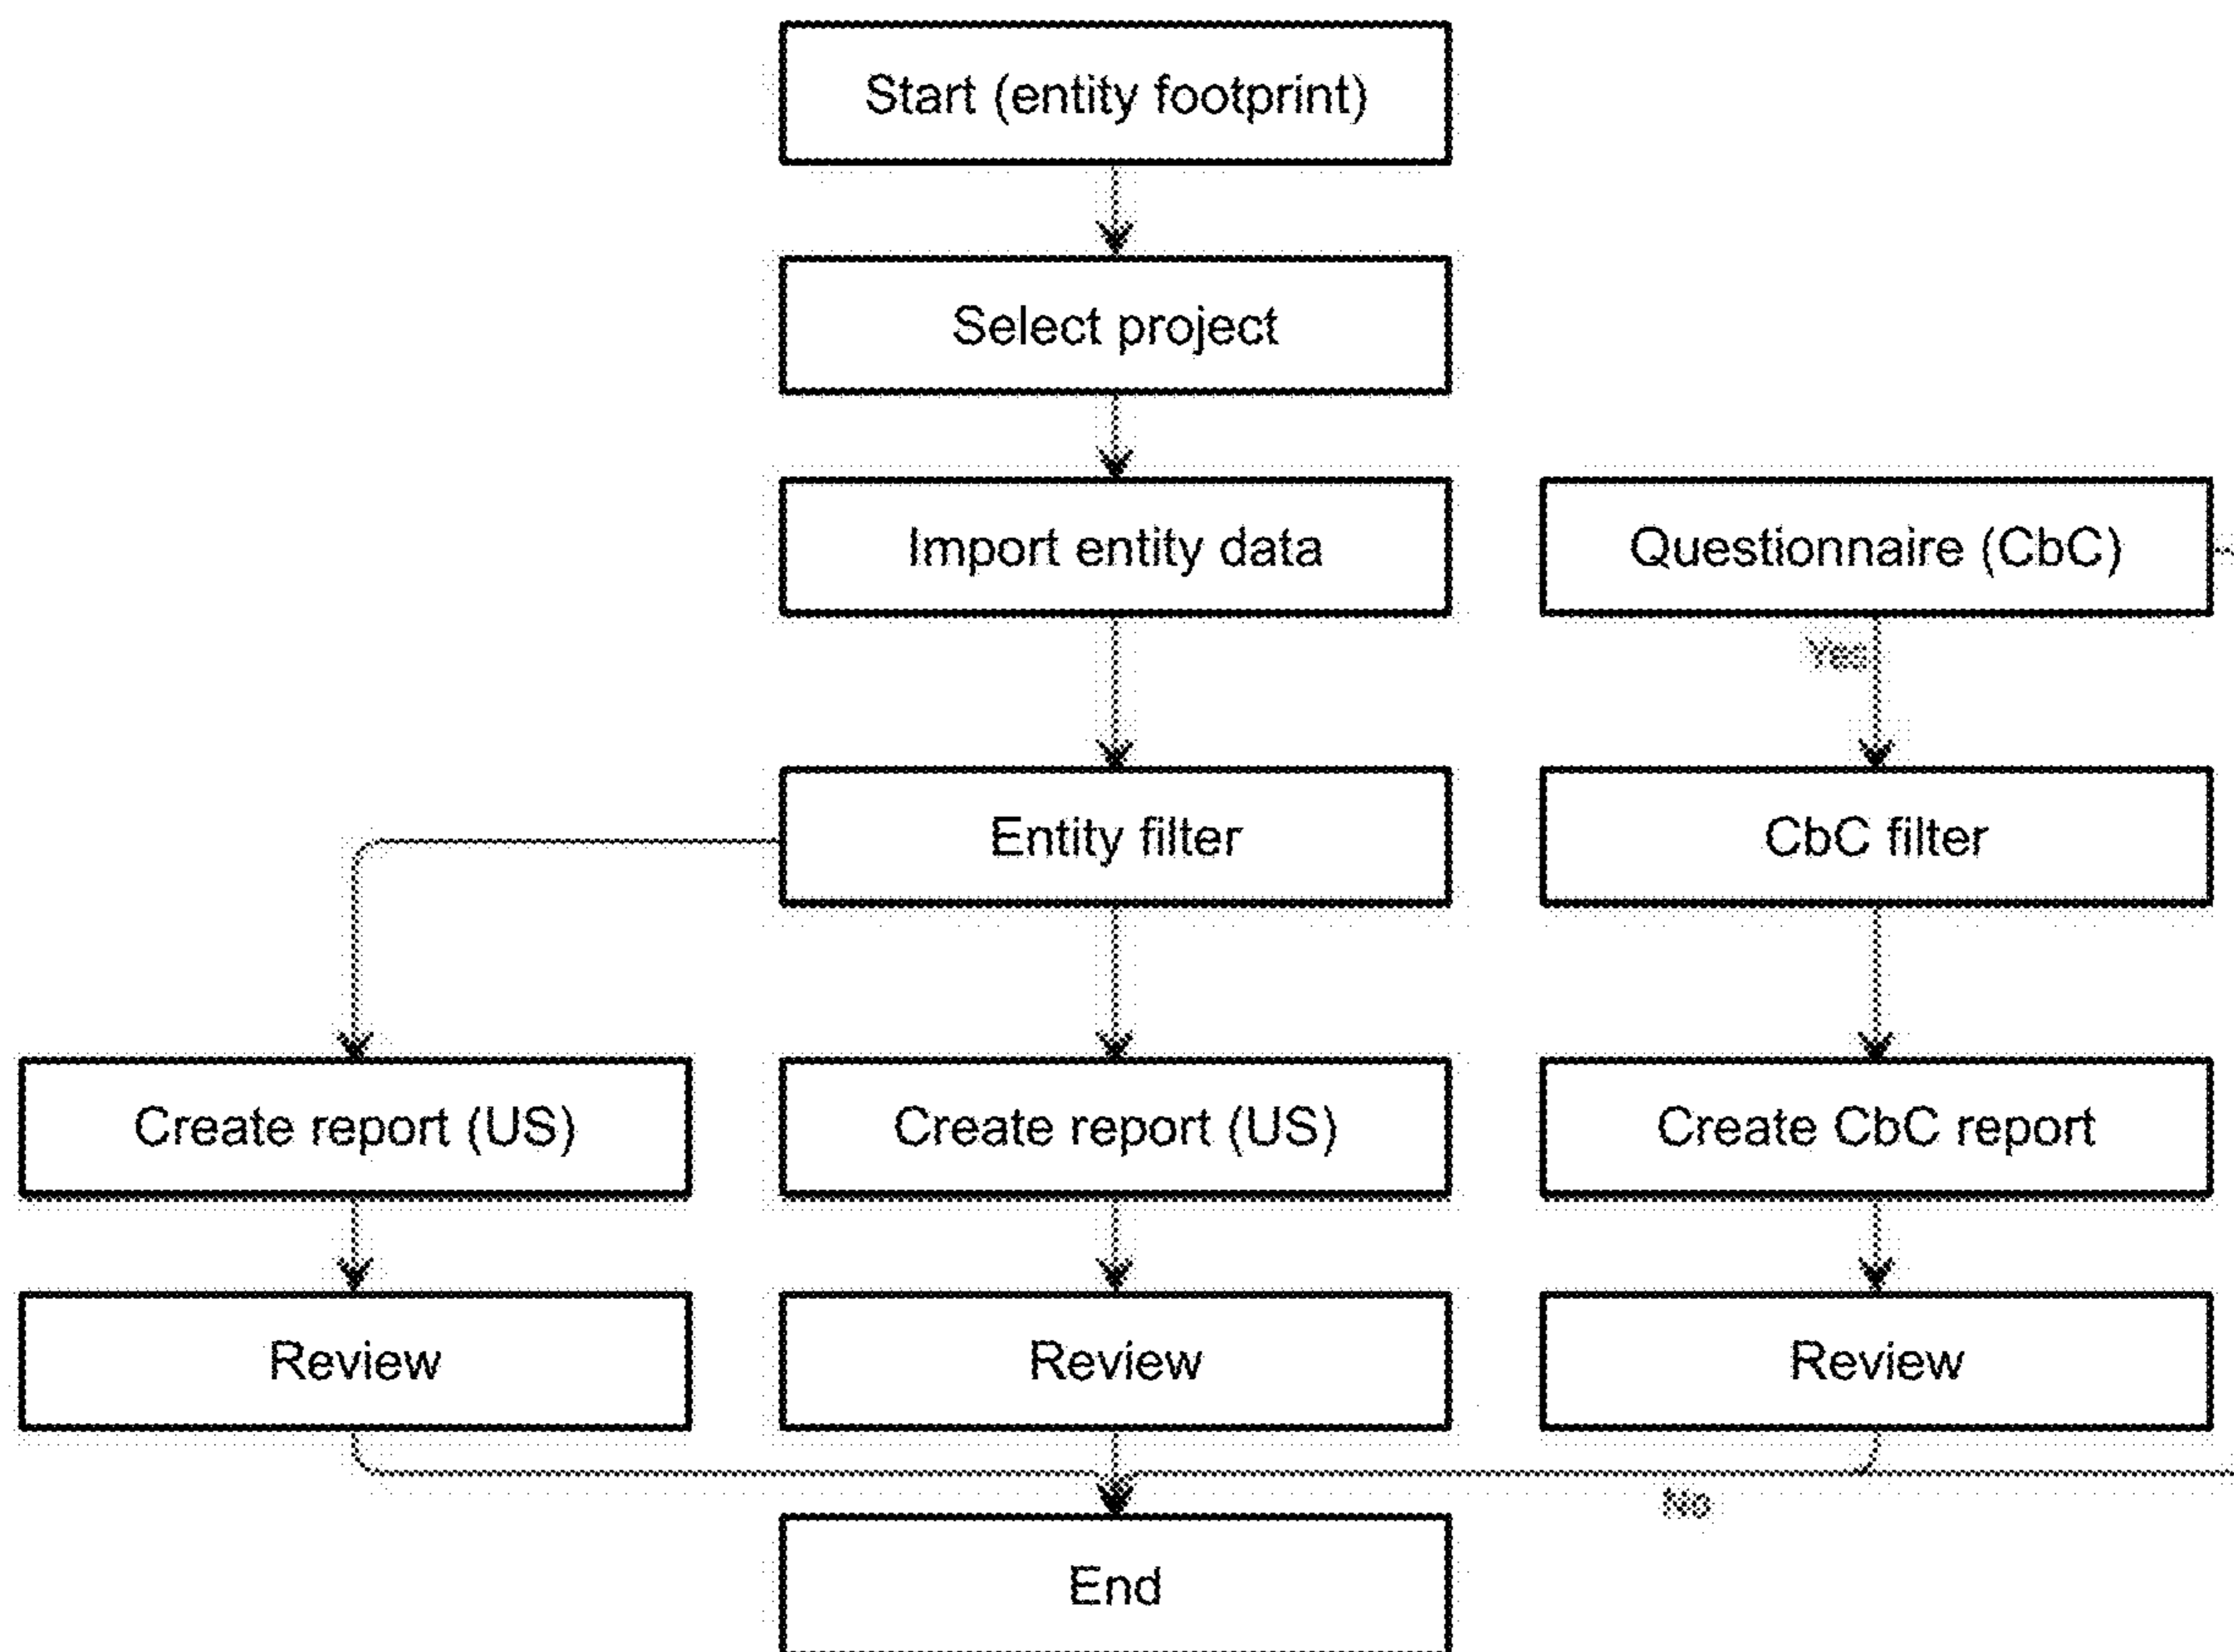 Start (entity footprint)
Select project
Import entity data
Questionnaire (CbC)
Yes
Entity filter
CbC filter
Create report (US)
Create report (US)
Create CbC report
Review
Review
Review
No
End